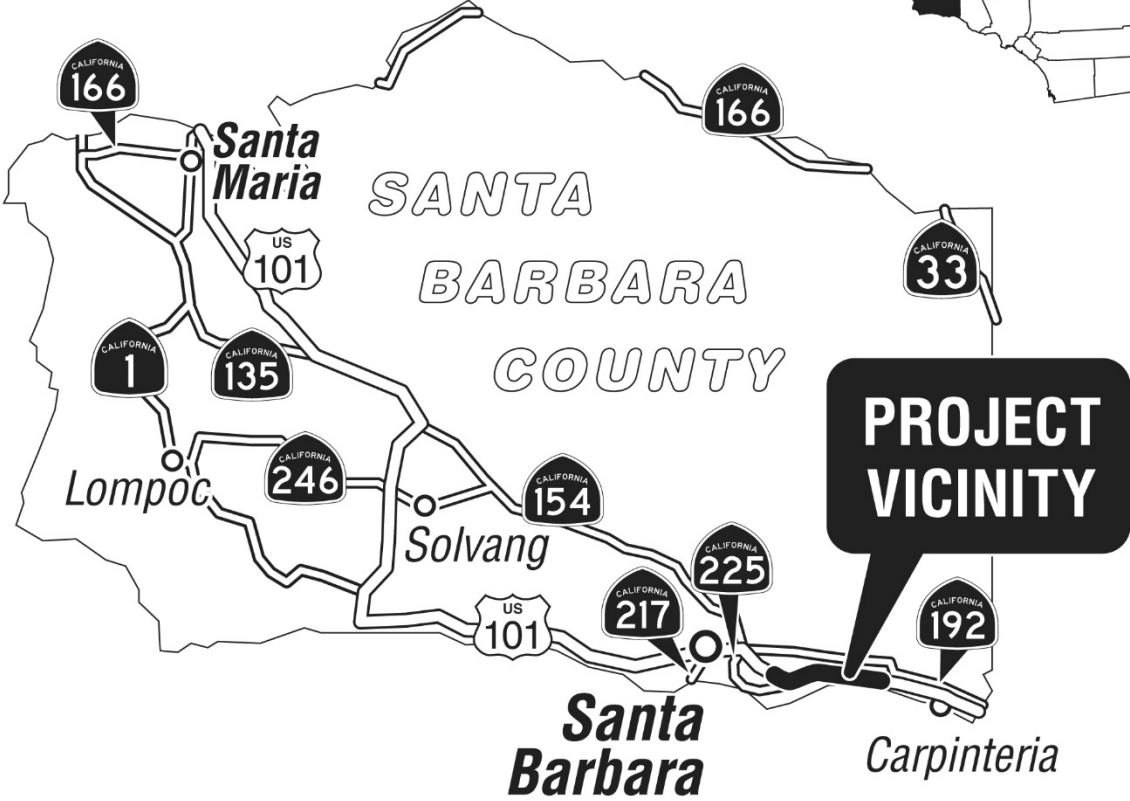 CALIFORNIA
166
Santa
Maria
US
101
SANTA
BARBARA
COUNTY
CALIFORNIA
166
CALIFORNIA
33
CALIFORNIA
1
CALIFORNIA
135
PROJECT
VICINITY
Lompoc
CALIFORNIA
246
Solvang
CALIFORNIA
154
US
101
CALIFORNIA
217
CALIFORNIA
225
CALIFORNIA
192
Santa
Barbara
Carpinteria